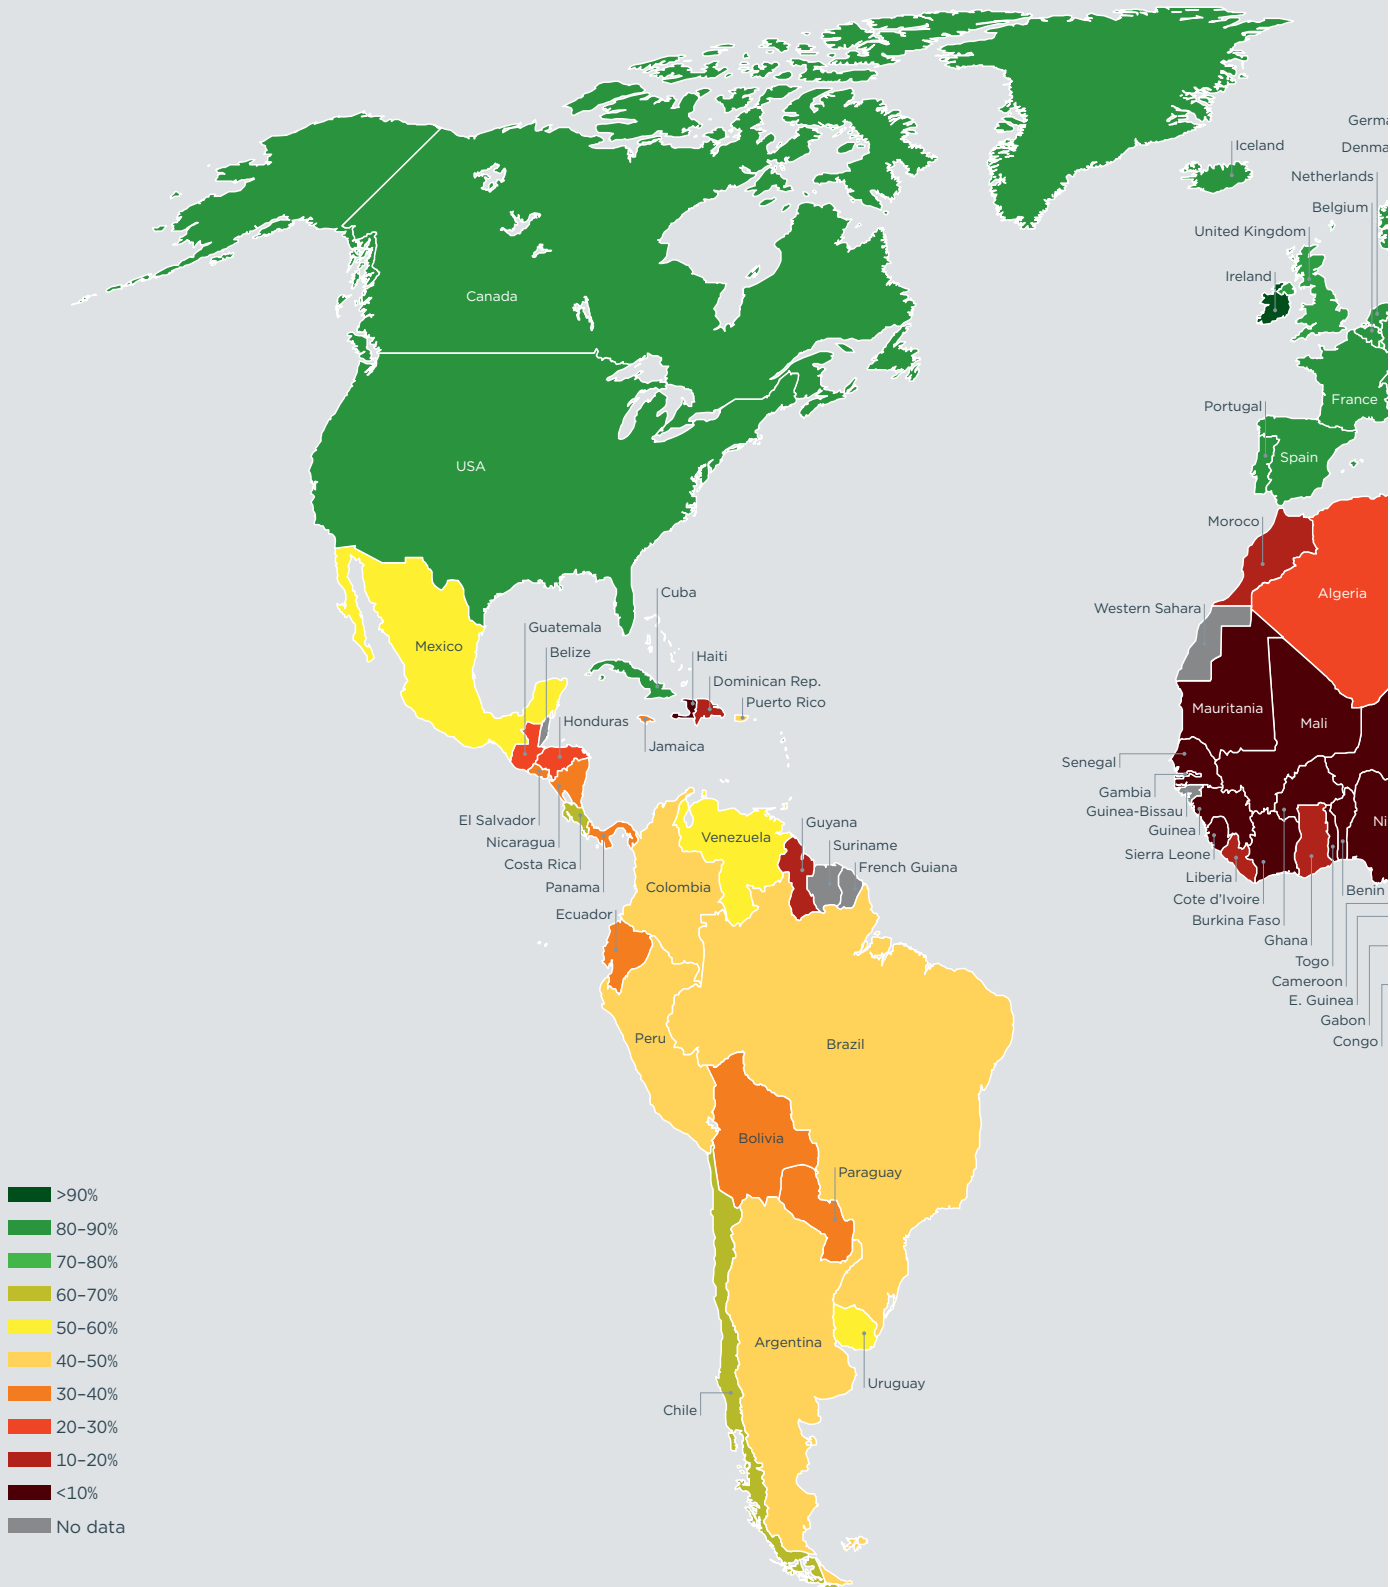 Germa
Iceland
Denma
Netherlands
Belgium
United Kingdom
Ireland
Canada
France
Portugal
Spain
USA
Moroco
Algeria
Cuba
Western Sahara
Guatemala
Mexico
Belize
Haiti
Dominican Rep.
Puerto Rico
Mauritania
Honduras
Mali
Jamaica
Senegal
Gambia
Guinea-Bissau
El Salvador
Guyana
Ni
Guinea
Venezuela
Nicaragua
Suriname
Sierra Leone
Costa Rica
French Guiana
Liberia
Panama
Colombia
Benin
Cote d'Ivoire
Ecuador
Burkina Faso
Ghana
Togo
Cameroon
E. Guinea
Gabon
Peru
Brazil
Congo
Bolivia
Paraguay
>90%
80-90%
70-80%
60-70%
50-60%
Argentina
40-50%
Uruguay
30-40%
Chile
20-30%
10-20%
<10%
No data